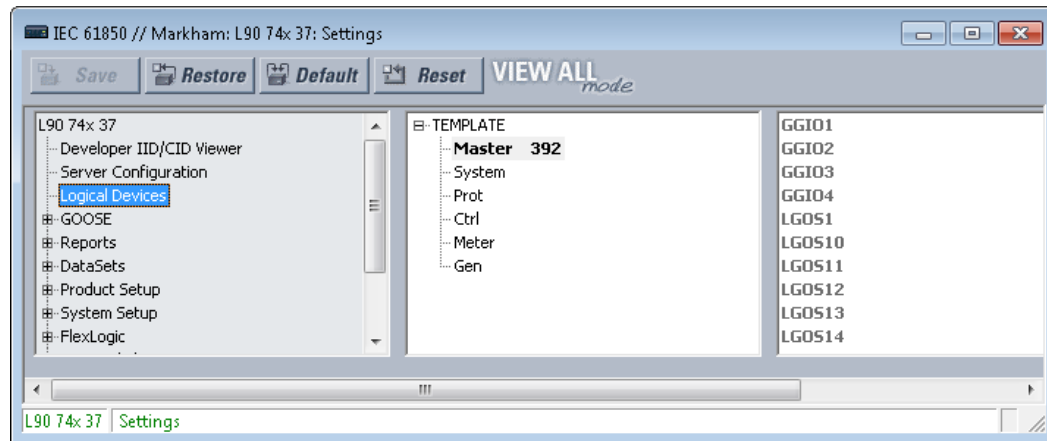 IEC 61850 // Markham: L90 74x 37: Settings
Save Restore Default Reset VIEW ALL mode
L90 74x 37
Developer IID/CID Viewer
Server Configuration
Logical Devices
GOOSE
Reports
DataSets
Product Setup
System Setup
FlexLogic
TEMPLATE
Master 392
System
Prot
Ctrl
Meter
Gen
GGIO1
GGIO2
GGIO3
GGIO4
LGOS1
LGOS10
LGOS11
LGOS12
LGOS13
LGOS14
L90 74x 37 Settings